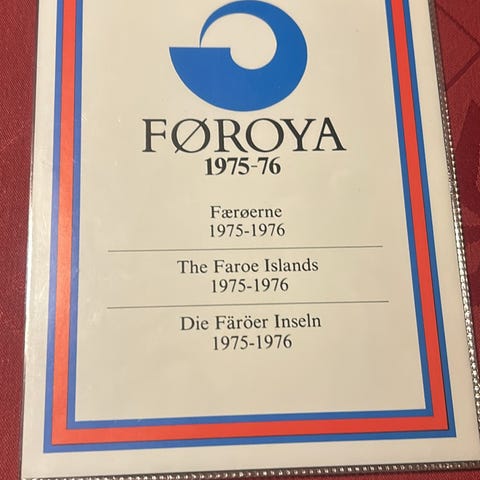 FØROYA
1975-76
Færøerne
1975-1976
The Faroe Islands
1975-1976
Die Färöer Inseln
1975-1976